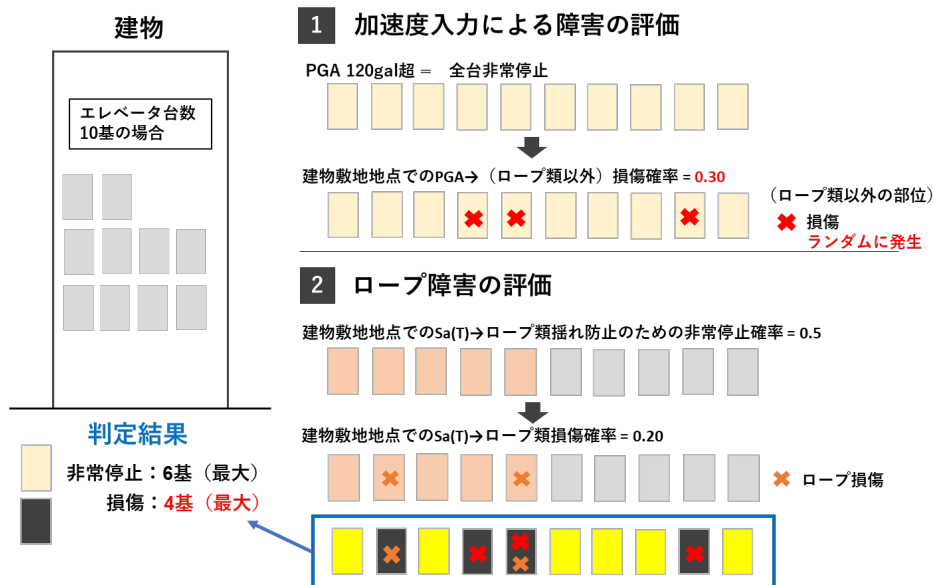 建物
エレベータ台数
10基の場合
判定結果
非常停止：6基（最大）
損傷：4基（最大）
1 加速度入力による障害の評価
PGA 120gal超＝ 全台非常停止
建物敷地地点でのPGA→（ロープ類以外）損傷確率＝0.30
（ロープ類以外の部位）
損傷
ランダムに発生
2 ロープ障害の評価
建物敷地地点でのSa(T)→ロープ類揺れ防止のための非常停止確率＝0.5
建物敷地地点でのSa(T)→ロープ類損傷確率＝0.20
ロープ損傷